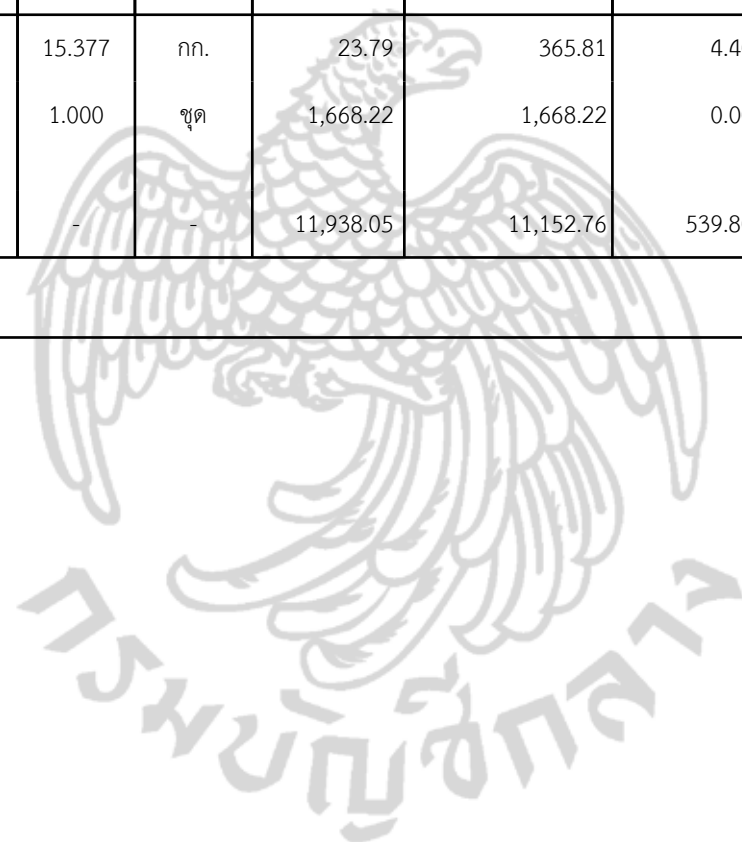 15.377 กก. 23.79 365.81 4.4
1.000 ชุด 1,668.22 1,668.22 0.0
- - 11,938.05 11,152.76 539.8
กรมบัญชีกลาง